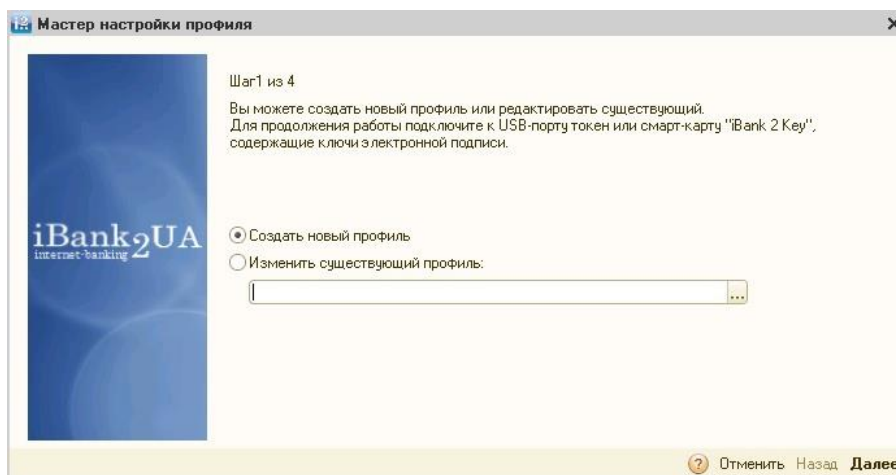 Мастер настройки профиля
Шаг1 из 4
Вы можете создать новый профиль или редактировать существующий.
Для продолжения работы подключите к USB-порту токен или смарт-карту "iBank 2 Key",
содержащие ключи электронной подписи.
iBank2UA
internet-banking
Создать новый профиль
Изменить существующий профиль:
...
? Отменить Назад Далее